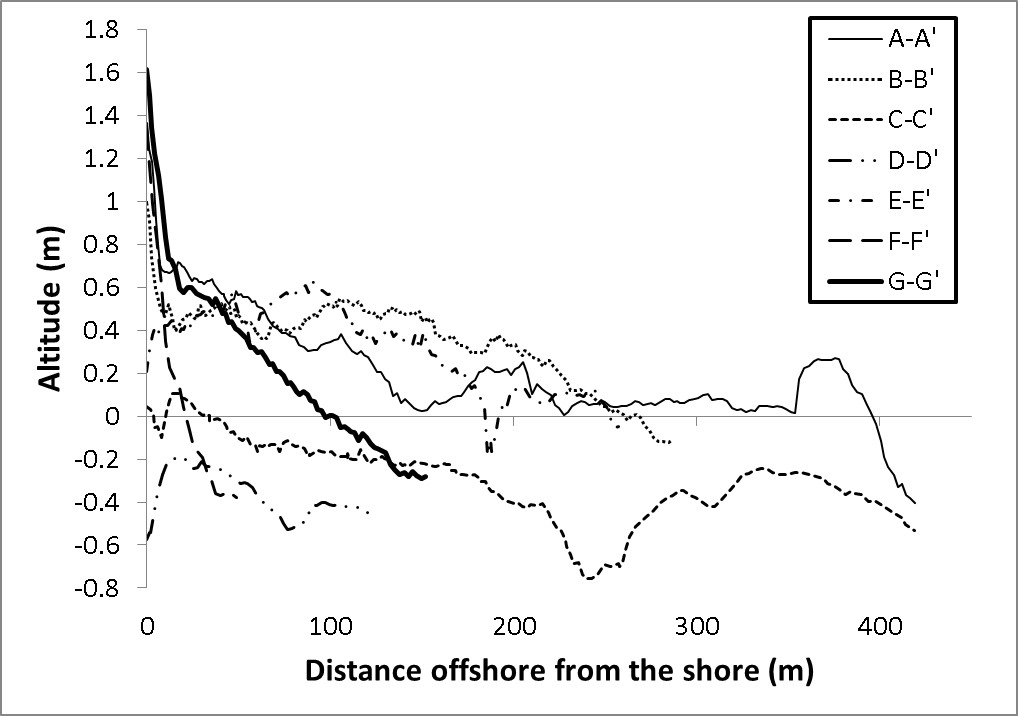 1.8
1.6
1.4
1.2
1
0.8
0.6
0.4
0.2
0
-0.2
-0.4
-0.6
-0.8
Altitude (m)
0 100 200 300 400
Distance offshore from the shore (m)
A-A'
B-B'
C-C'
D-D'
E-E'
F-F'
G-G'